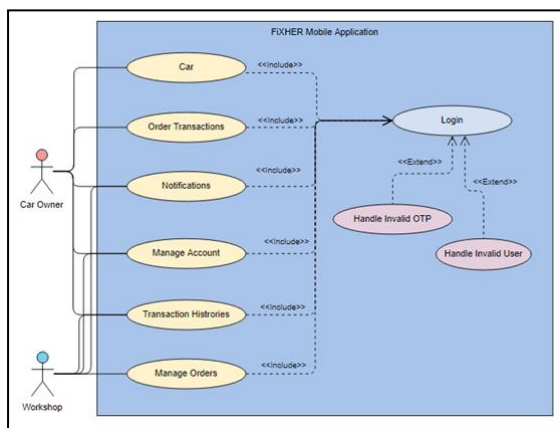 FiXHER Mobile Application
Car
<<Include>>
Order Transactions
<<Include>>
Login
<<Extend>>
Notifications
<<Include>>
<<Extend>>
Car Owner
Handle Invalid OTP
Manage Account
<<Include>>
Handle Invalid User
Transaction Histrories
<<Include>>
Manage Orders
<<Include>>
Workshop